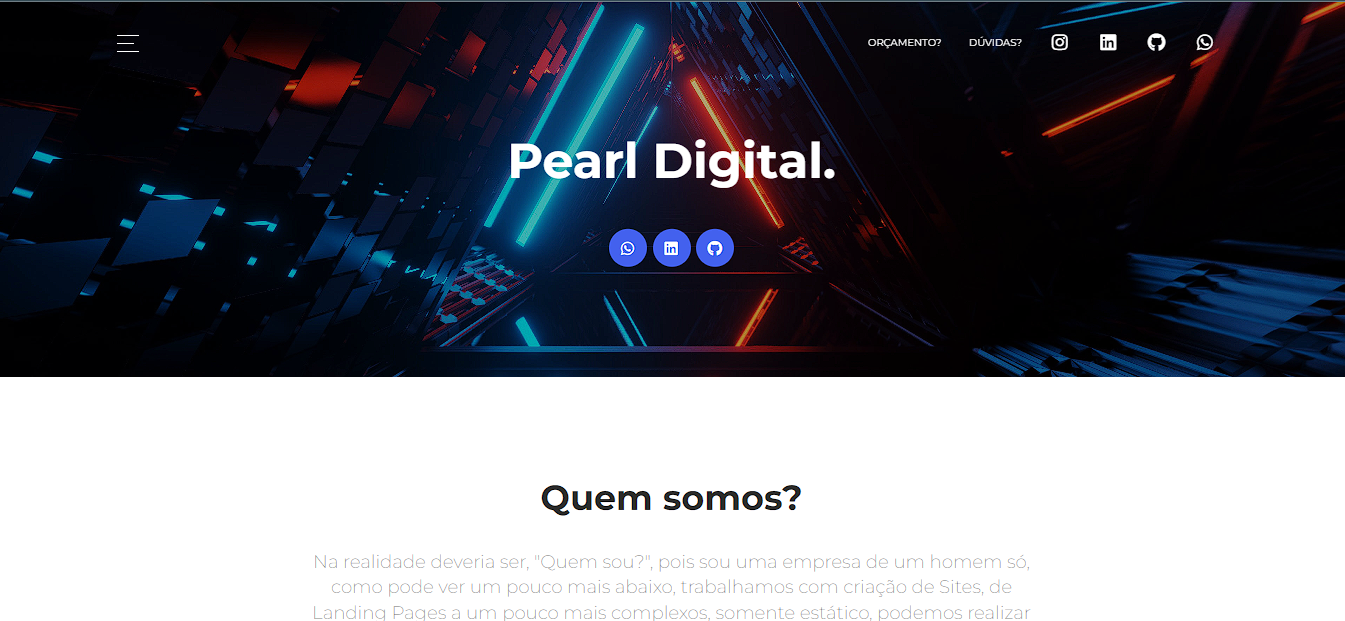 ORÇAMENTO? DÚVIDAS?
Pearl Digital.
Quem somos?
Na realidade deveria ser, "Quem sou?", pois sou uma empresa de um homem só,
como pode ver um pouco mais abaixo, trabalhamos com criação de Sites, de
Landing Pages a um pouco mais complexos, somente estático, podemos realizar